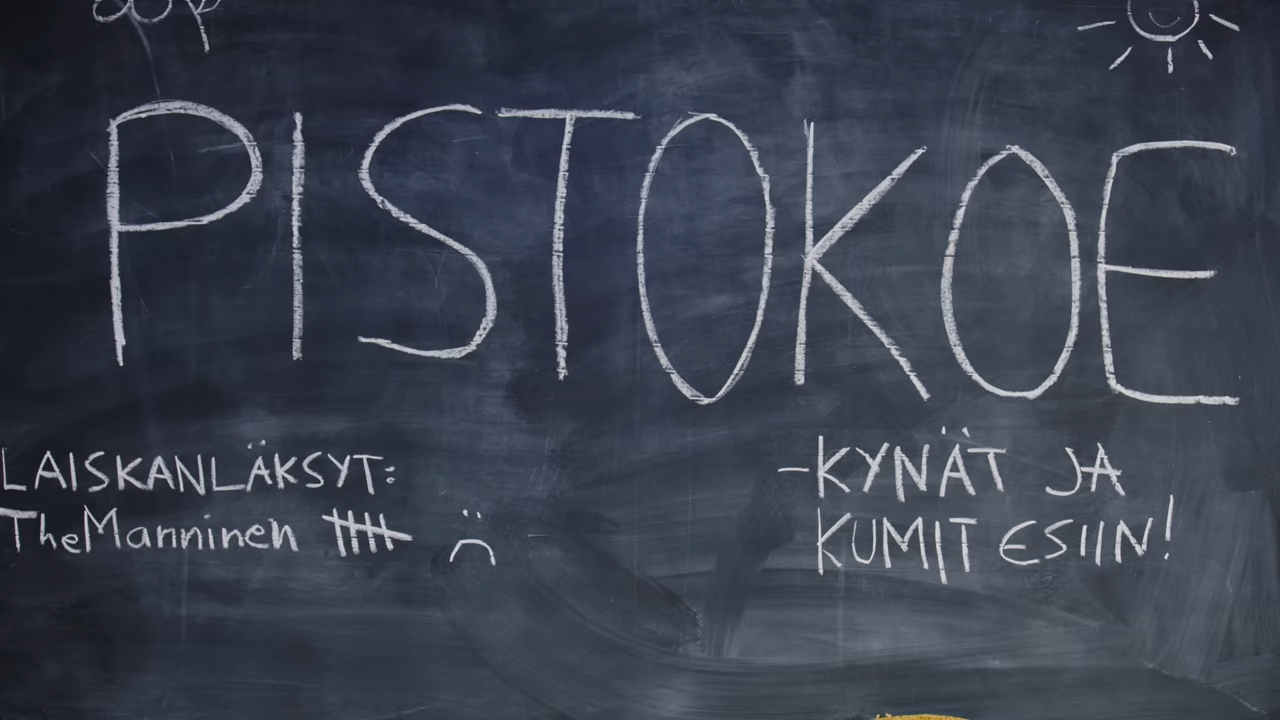 PISTOKOE
LAISKANLÄKSYT:
TheManninen
-KYNÄT JA
KUMIT ESIIN!